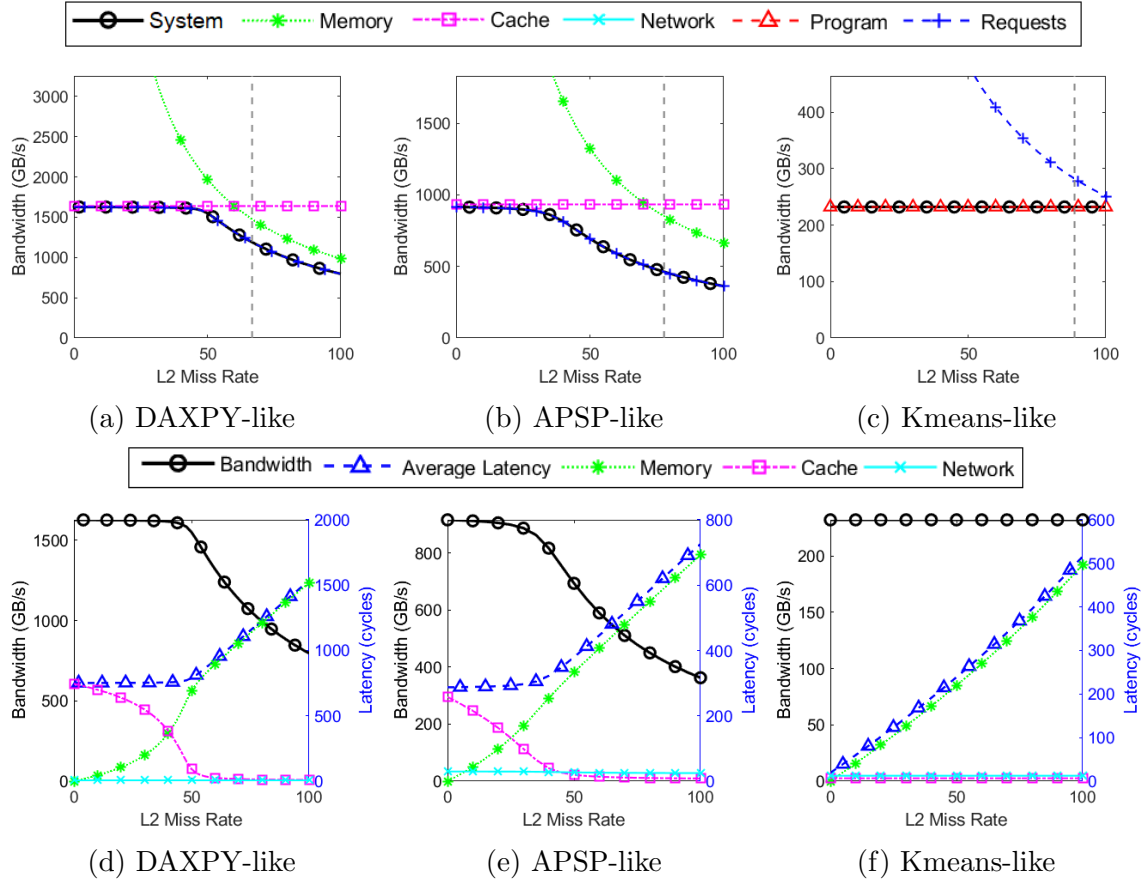 System Memory Cache Network Program Requests
Bandwidth (GB/s)
3000
2500
2000
1500
1000
500
0
0 50 100
L2 Miss Rate
(a) DAXPY-like
Bandwidth (GB/s)
1500
1000
500
0
0 50 100
L2 Miss Rate
(b) APSP-like
Bandwidth (GB/s)
400
300
200
100
0
0 50 100
L2 Miss Rate
(c) Kmeans-like
Bandwidth Average Latency Memory Cache Network
Bandwidth (GB/s)
1500
1000
500
0
0 50 100
L2 Miss Rate
2000
1500
1000
500
0
Latency (cycles)
(d) DAXPY-like
Bandwidth (GB/s)
800
600
400
200
0
0 50 100
L2 Miss Rate
800
600
400
200
0
Latency (cycles)
(e) APSP-like
Bandwidth (GB/s)
200
150
100
50
0
0 50 100
L2 Miss Rate
600
500
400
300
200
100
0
Latency (cycles)
(f) Kmeans-like